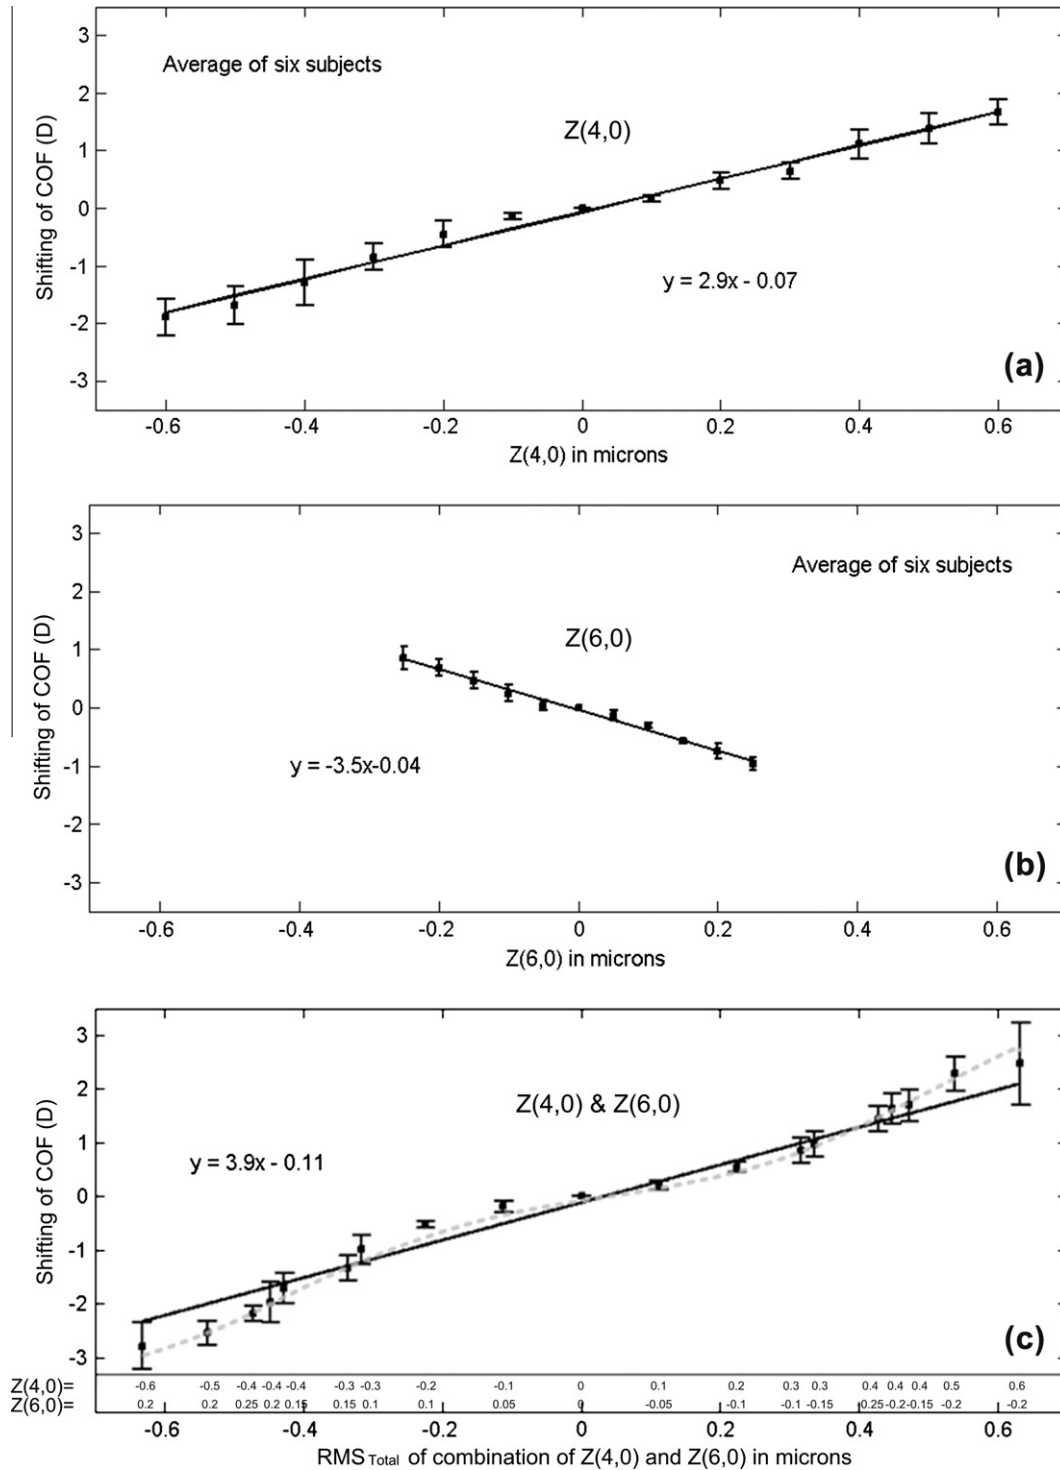 3
Average of six subjects
2
Z(4,0)
1
0
-1
y = 2.9x - 0.07
-2
-3
(a)
Shifting of COF (D)
-0.6 -0.4 -0.2 0 0.2 0.4 0.6
Z(4,0) in microns
3
Average of six subjects
2
Z(6,0)
1
0
-1
y = -3.5x-0.04
-2
-3
(b)
Shifting of COF (D)
-0.6 -0.4 -0.2 0 0.2 0.4 0.6
Z(6,0) in microns
3
2
Z(4,0) & Z(6,0)
1
y = 3.9x - 0.11
0
-1
-2
-3
(c)
Shifting of COF (D)
Z(4,0)= -0.6 -0.5 -0.4 -0.4 -0.4 -0.3 -0.3 -0.2 -0.1 0 0.1 0.2 0.3 0.3 0.4 0.4 0.4 0.5 0.6
Z(6,0)= 0.2 0.2 0.25 0.2 0.15 0.15 0.1 0.1 0.05 0 -0.05 -0.1 -0.1 -0.15 -0.25 -0.2 -0.15 -0.2 -0.2
-0.6 -0.4 -0.2 0 0.2 0.4 0.6
RMS Total of combination of Z(4,0) and Z(6,0) in microns